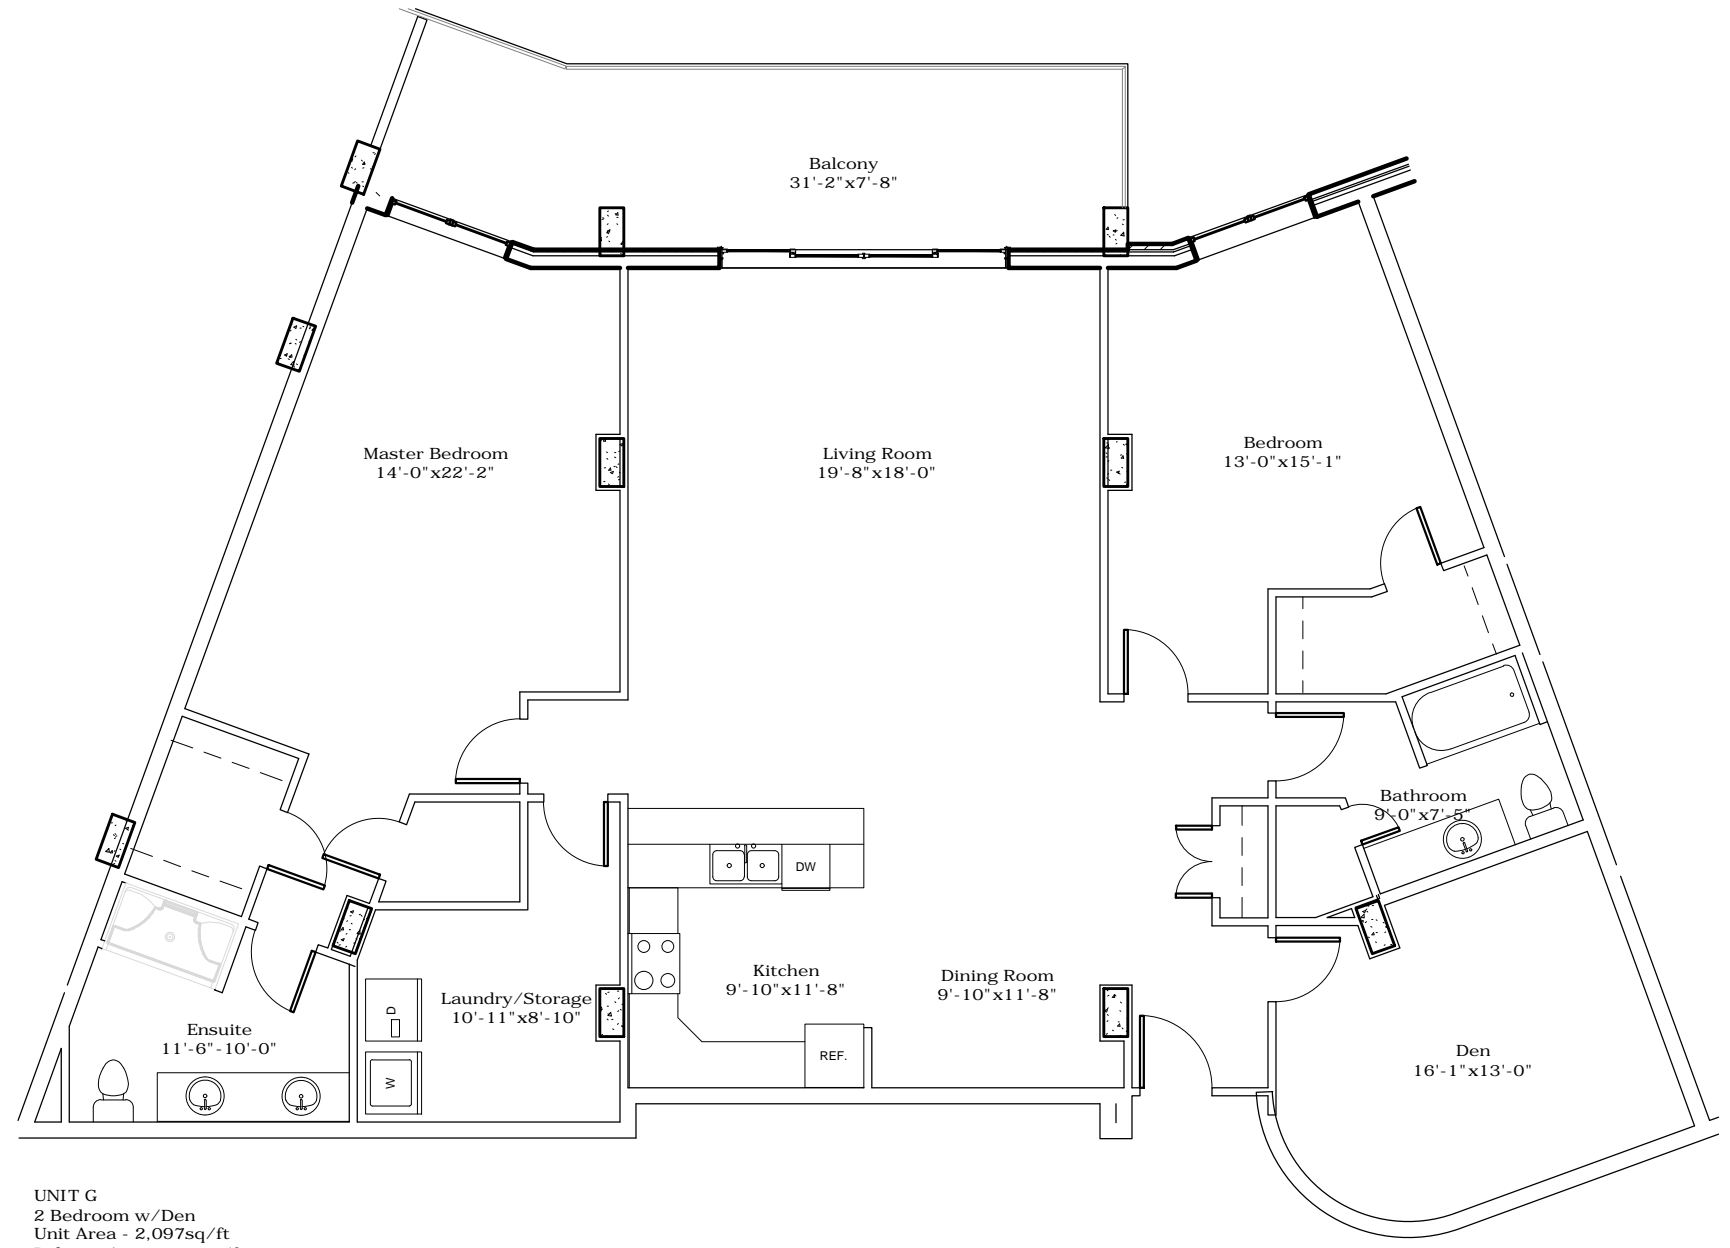 Balcony
31'-2"x7'-8"
Master Bedroom
14'-0"x22'-2"
Living Room
19'-8"x18'-0"
Bedroom
13'-0"x15'-1"
Bathroom
9'-0"x7'-5"
DW
Kitchen
9'-10"x11'-8"
Dining Room
9'-10"x11'-8"
Laundry/Storage
10'-11"x8'-10"
D
W
REF.
Ensuite
11'-6"-10'-0"
Den
16'-1"x13'-0"
UNIT G
2 Bedroom w/Den
Unit Area - 2,097sq/ft